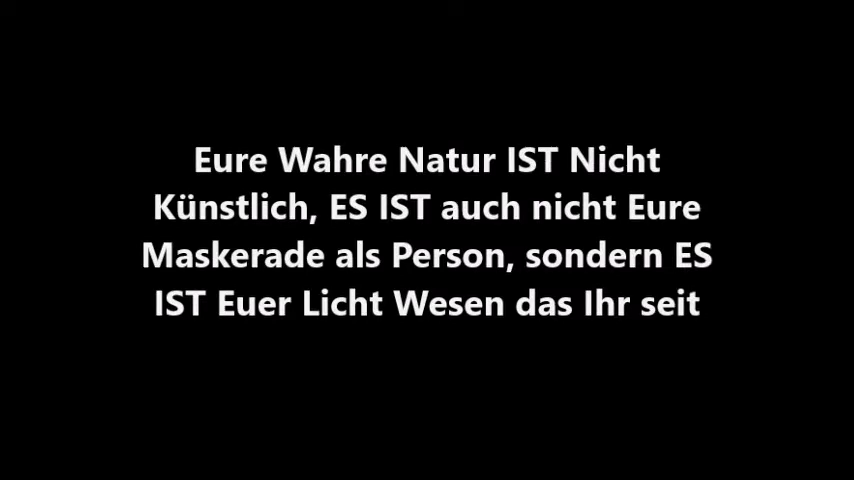 Eure Wahre Natur IST Nicht
Künstlich, ES IST auch nicht Eure
Maskerade als Person, sondern ES
IST Euer Licht Wesen das Ihr seit